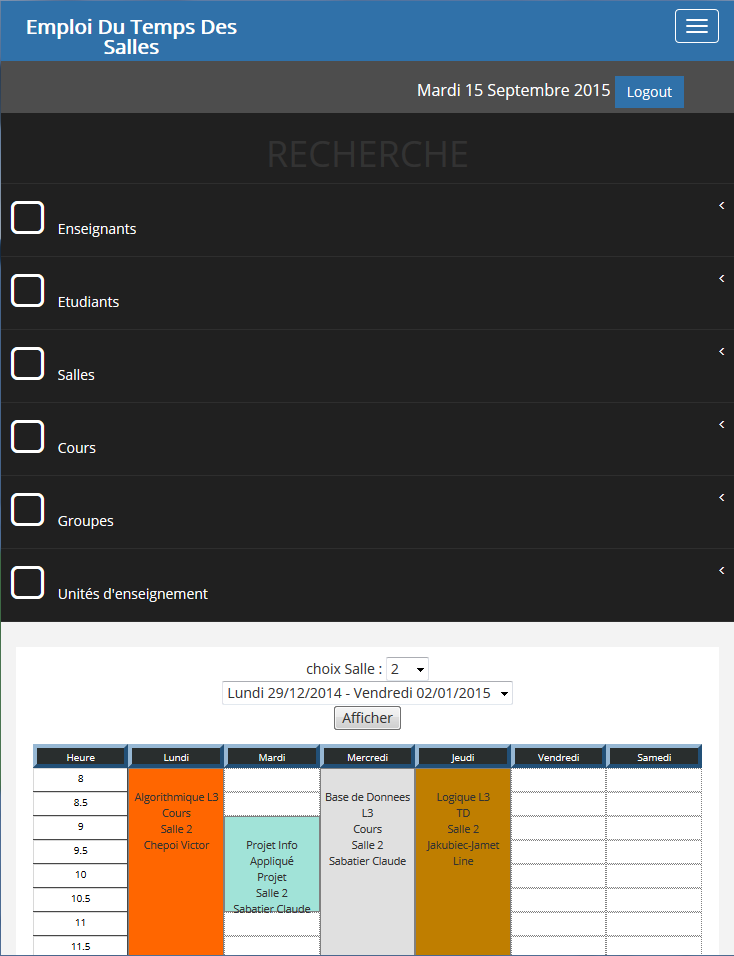 Emploi Du Temps Des
Salles
Mardi 15 Septembre 2015 Logout
RECHERCHE
Enseignants
Etudiants
Salles
Cours
Groupes
Unités d'enseignement
choix Salle : 2
Lundi 29/12/2014 - Vendredi 02/01/2015
Afficher
Heure Lundi Mardi Mercredi Jeudi Vendredi Samedi
8
8.5
9
9.5
10
10.5
11
11.5
Algorithmique L3
Cours
Salle 2
Chepoi Victor
Projet Info
Appliqué
Projet
Salle 2
Sabatier Claude
Base de Donnees
L3
Cours
Salle 2
Sabatier Claude
Logique L3
TD
Salle 2
Jakubiec-Jamet
Line